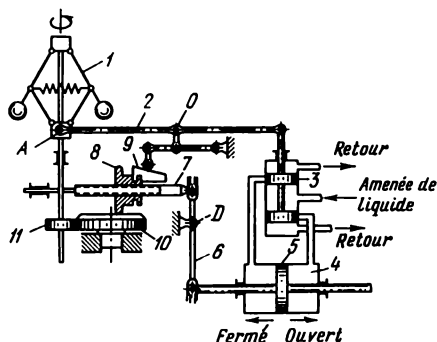 1
2
O
A
8
9
7
3
Retour
Amenée de
liquide
Retour
D
11
10
6
5
4
Fermé
Ouvert